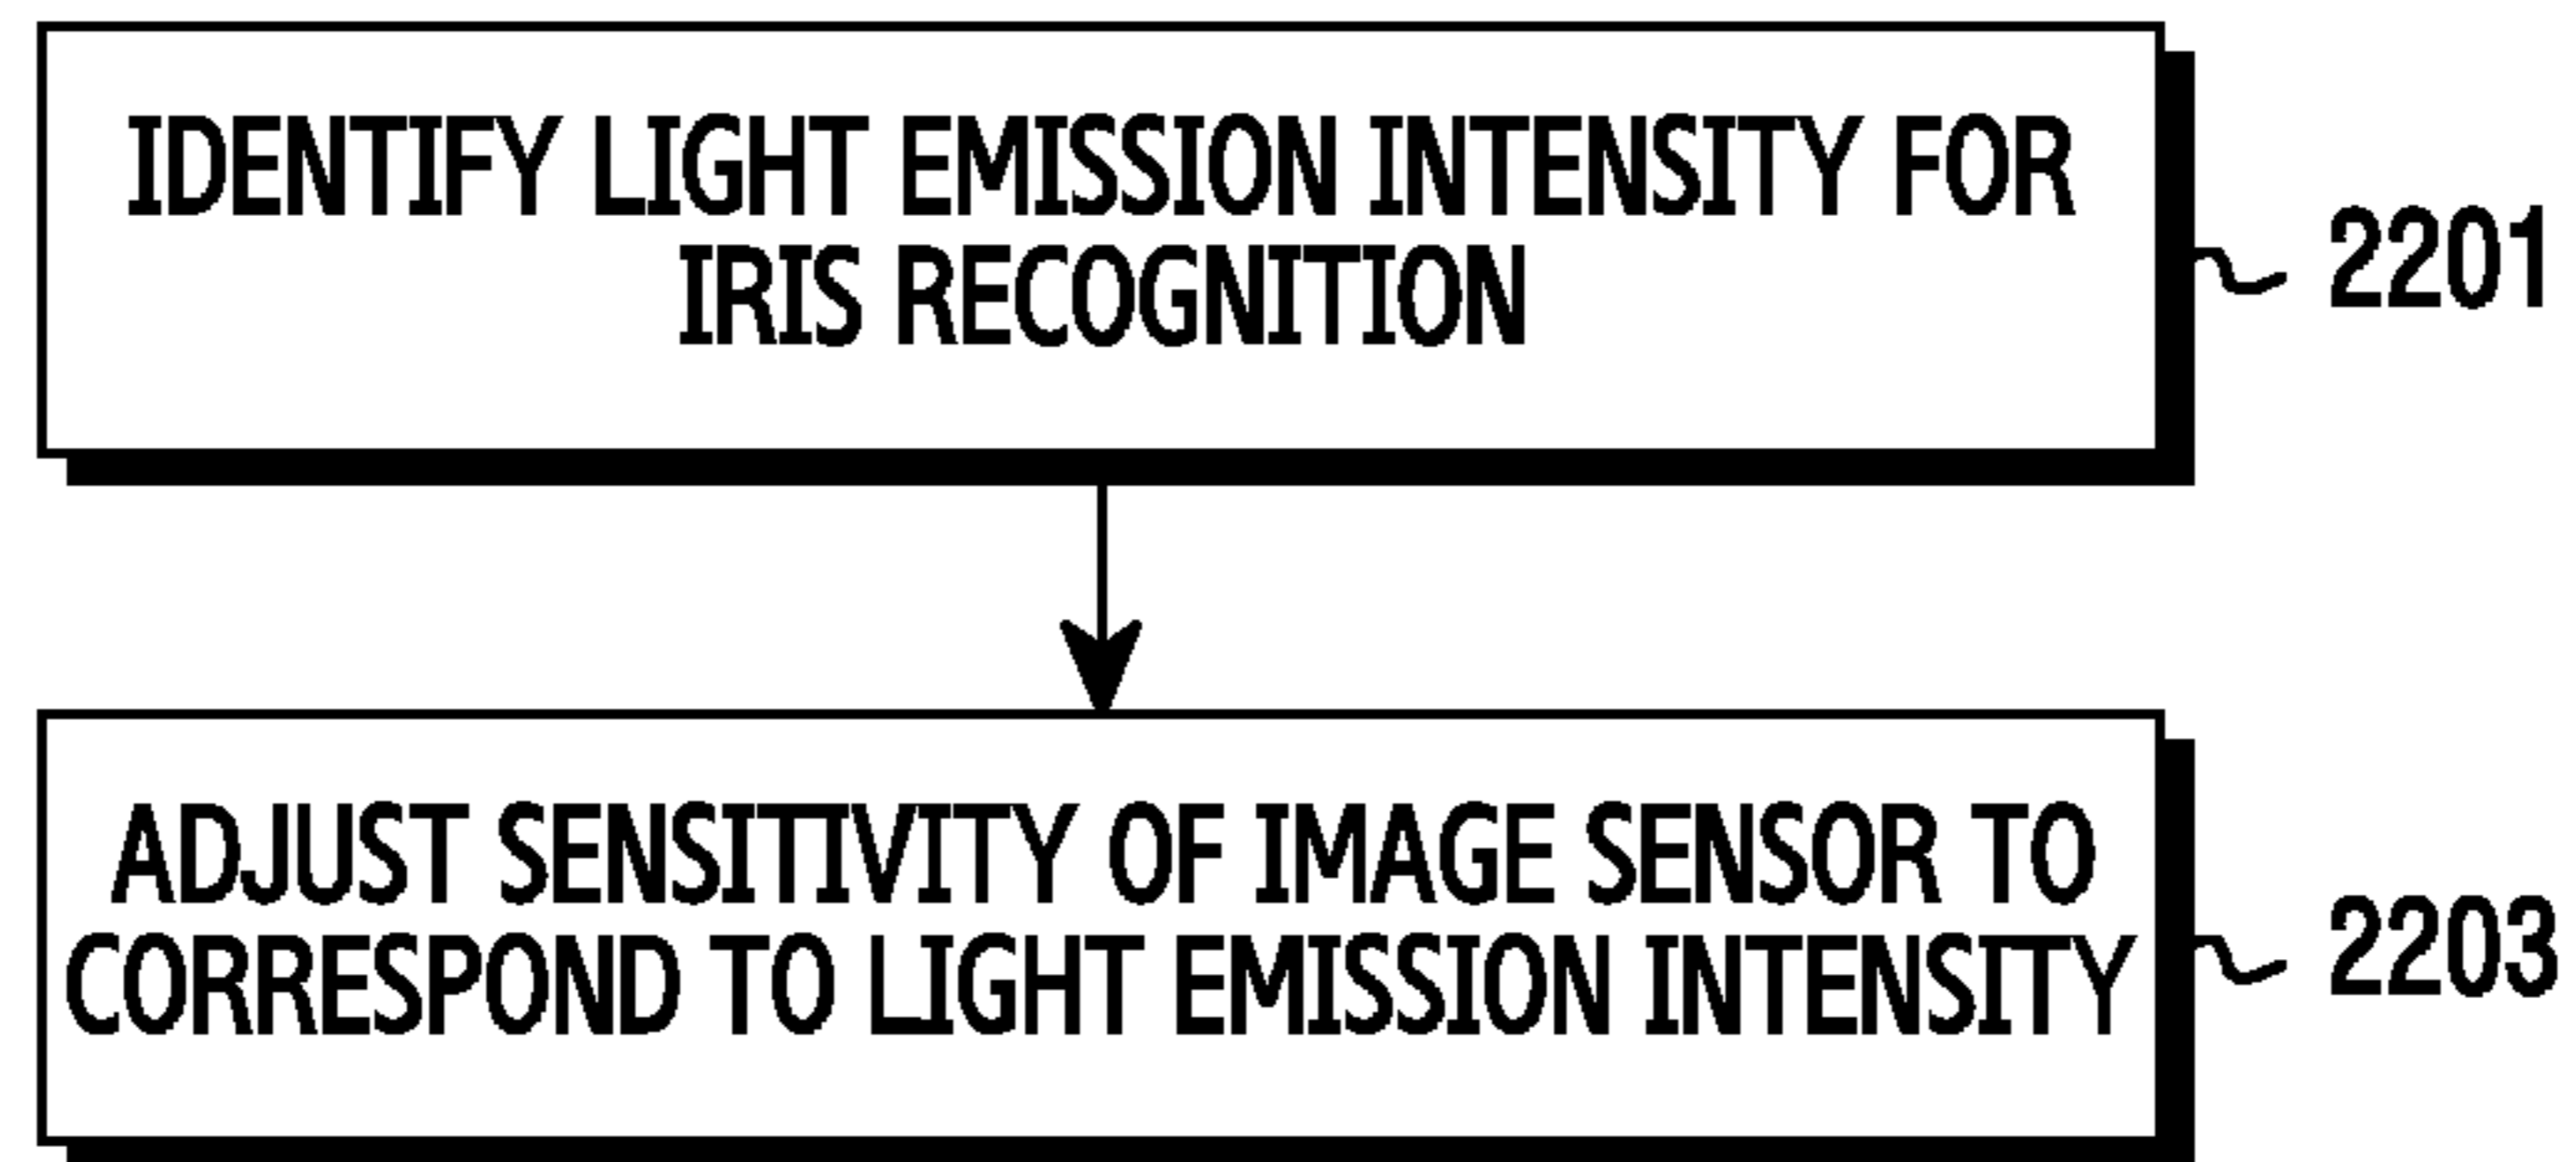 IDENTIFY LIGHT EMISSION INTENSITY FOR
IRIS RECOGNITION
2201
ADJUST SENSITIVITY OF IMAGE SENSOR TO
CORRESPOND TO LIGHT EMISSION INTENSITY
2203